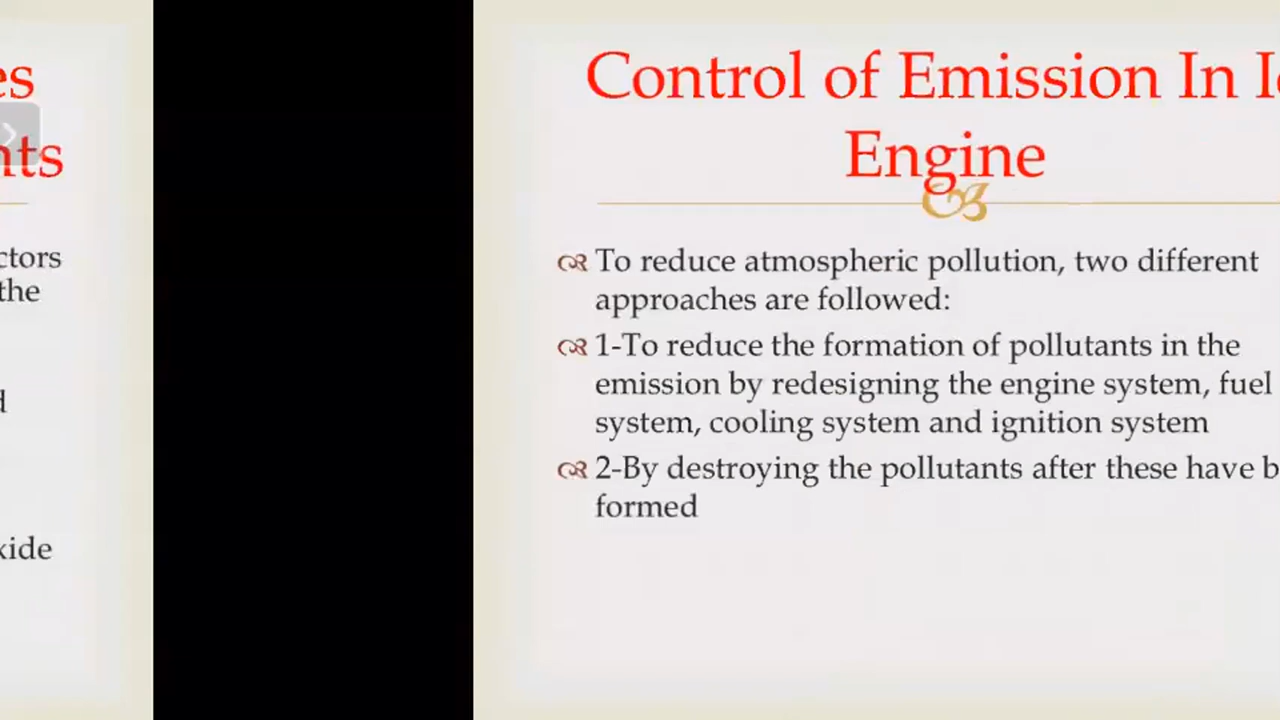 es
nts
ctors
the
d
xide
Control of Emission In I
Engine
To reduce atmospheric pollution, two different
approaches are followed:
1-To reduce the formation of pollutants in the
emission by redesigning the engine system, fuel
system, cooling system and ignition system
2-By destroying the pollutants after these have b
formed